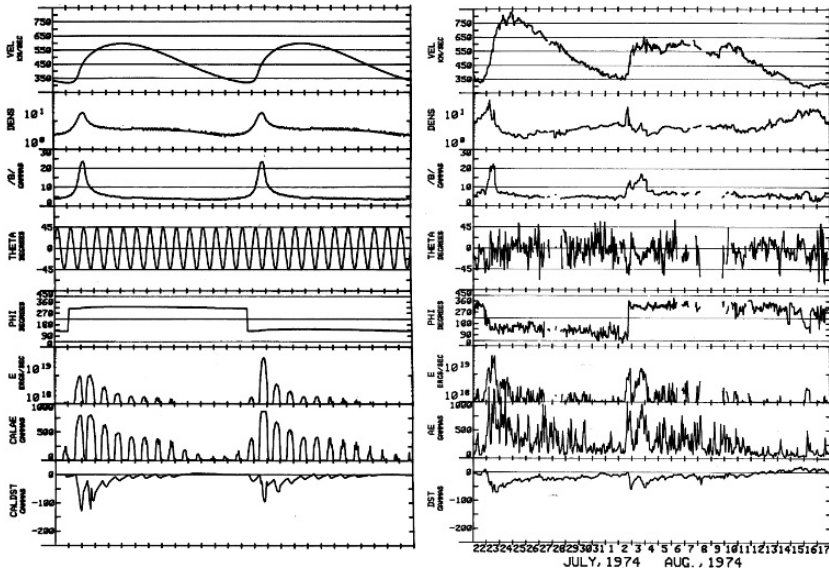 VEL
KM/SEC
750
650
550
450
350
DENS
10¹
10⁰
/B/
GAMMAS
30
20
10
0
THETA
DEGREES
45
0
-45
PHI
DEGREES
450
360
270
180
90
0
E
ERGS/SEC
10¹⁹
10¹⁸
CALAE
GAMMAS
1000
500
0
CALDST
GAMMAS
0
-100
-200
VEL
KM/SEC
750
650
550
450
350
DENS
10¹
10⁰
/B/
GAMMAS
30
20
10
0
THETA
DEGREES
45
0
-45
PHI
DEGREES
450
360
270
180
90
0
E
ERGS/SEC
10¹⁹
10¹⁸
AE
GAMMAS
1000
500
0
DST
GAMMAS
0
-100
-200
22 23 24 25 26 27 28 29 30 31 1 2 3 4 5 6 7 8 9 10 11 12 13 14 15 16 17
JULY, 1974 AUG., 1974